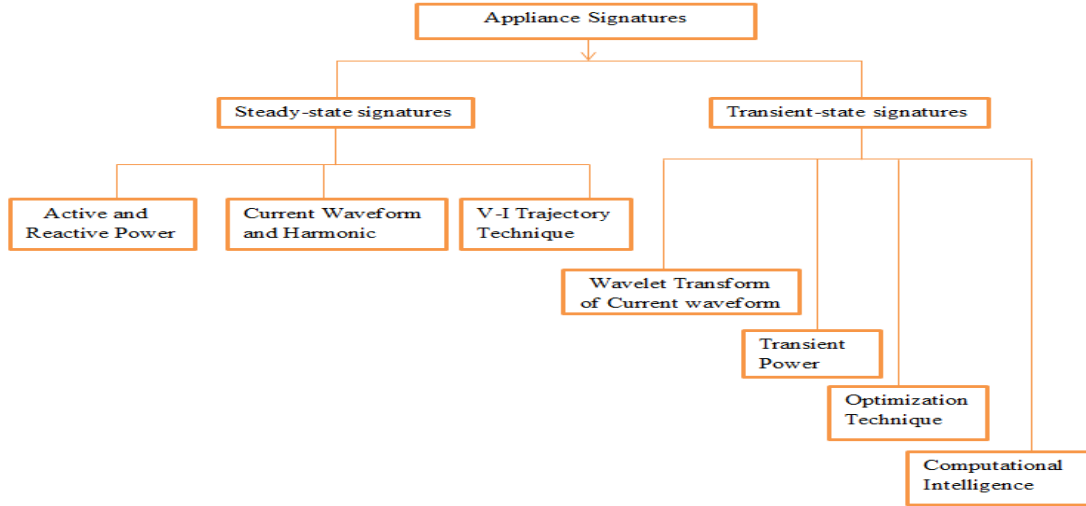 Appliance Signatures
Steady-state signatures
Transient-state signatures
Active and
Reactive Power
Current Waveform
and Harmonic
V-I Trajectory
Technique
Wavelet Transform
of Current waveform
Transient
Power
Optimization
Technique
Computational
Intelligence